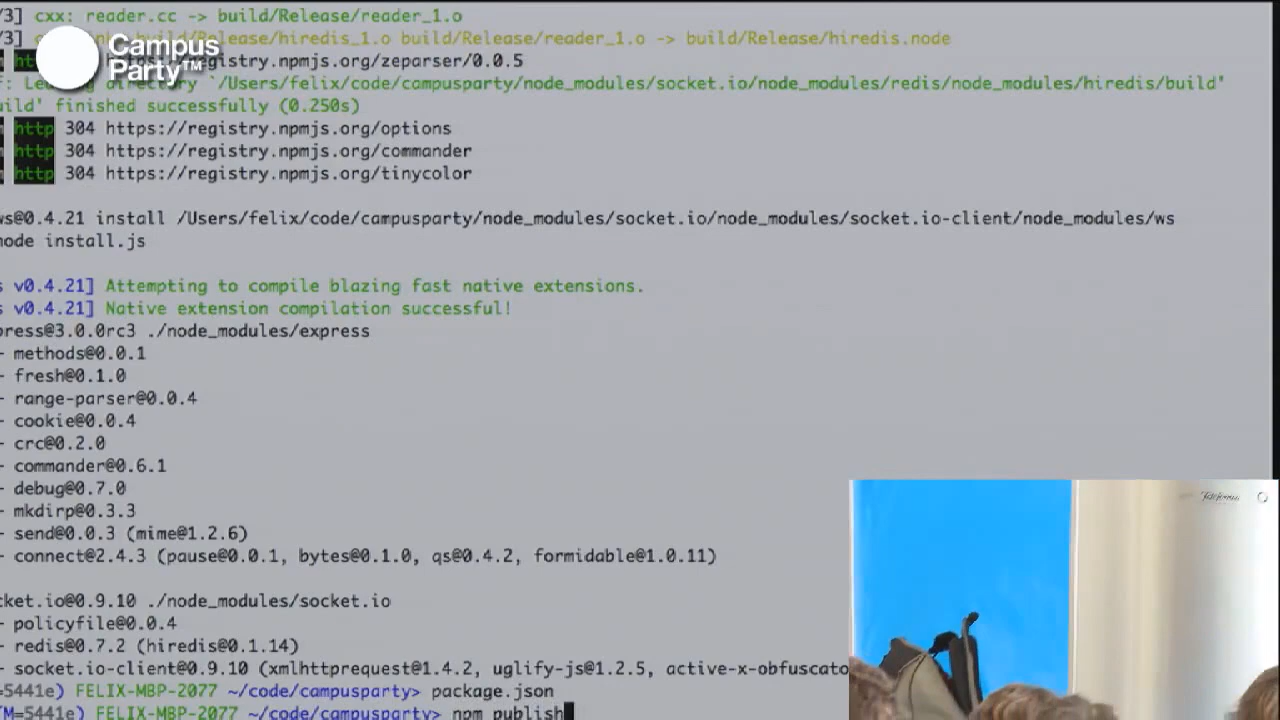 /3] cxx: reader.cc -> build/Release/reader_1.o
/3] build/Release/hiredis_1.o build/Release/reader_1.o -> build/Release/hiredis.node
Campus
Party™
registry.npmjs.org/zeparser/0.0.5
directory `/Users/felix/code/campusparty/node_modules/socket.io/node_modules/redis/node_modules/hiredis/build'
ild' finished successfully (0.250s)
http 304 https://registry.npmjs.org/options
http 304 https://registry.npmjs.org/commander
http 304 https://registry.npmjs.org/tinycolor
ws@0.4.21 install /Users/felix/code/campusparty/node_modules/socket.io/node_modules/socket.io-client/node_modules/ws
node install.js
s v0.4.21] Attempting to compile blazing fast native extensions.
s v0.4.21] Native extension compilation successful!
press@3.0.0rc3 ./node_modules/express
- methods@0.0.1
- fresh@0.1.0
- range-parser@0.0.4
- cookie@0.0.4
- crc@0.2.0
- commander@0.6.1
- debug@0.7.0
- mkdirp@0.3.3
- send@0.0.3 (mime@1.2.6)
- connect@2.4.3 (pause@0.0.1, bytes@0.1.0, qs@0.4.2, formidable@1.0.11)
cket.io@0.9.10 ./node_modules/socket.io
- policyfile@0.0.4
- redis@0.7.2 (hiredis@0.1.14)
- socket.io-client@0.9.10 (xmlhttprequest@1.4.2, uglify-js@1.2.5, active-x-obfuscato
=5441e) FELIX-MBP-2077 ~/code/campusparty> package.json
(M=5441e) FELIX-MBP-2077 ~/code/campusparty> npm publish